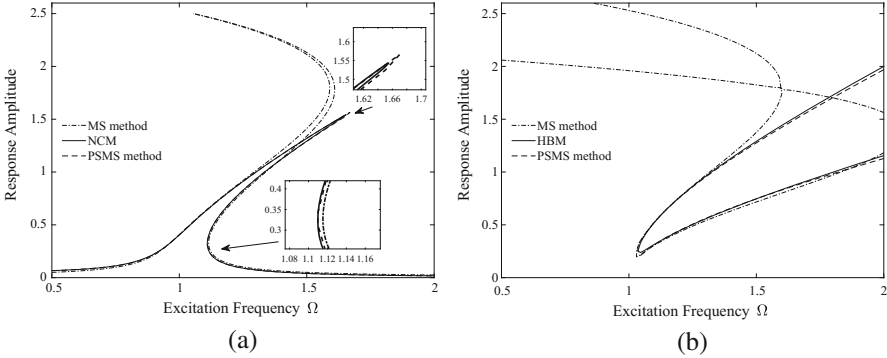 2.5
2
1.5
1
0.5
0
0.5
1
1.5
2
Response Amplitude
Excitation Frequency Ω
MS method
NCM
PSMS method
1.6
1.55
1.5
1.62
1.66
1.7
0.4
0.35
0.3
1.08
1.1
1.12
1.14
1.16
(a)
2.5
2
1.5
1
0.5
0
0.5
1
1.5
2
Response Amplitude
Excitation Frequency Ω
MS method
HBM
PSMS method
(b)